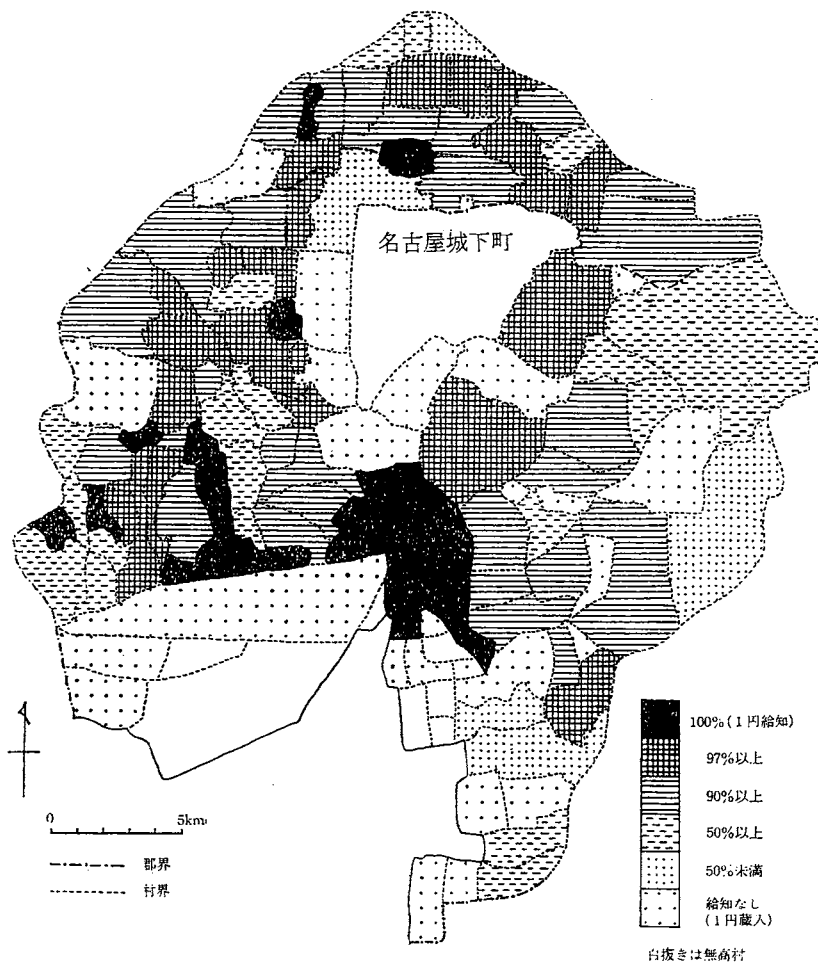 名古屋城下町
100%(1円給知)
97%以上
90%以上
50%以上
50%未満
給知なし
(1円蔵入)
白抜きは無高村
0 5km
郡界
村界